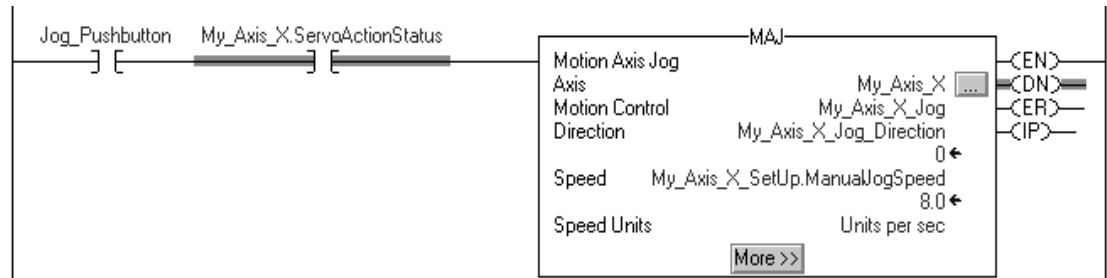 Jog_Pushbutton My_Axis_X.ServoActionStatus
MAJ
Motion Axis Jog (EN)
Axis My_Axis_X ... (DN)
Motion Control My_Axis_X_Jog (ER)
Direction My_Axis_X_Jog_Direction (IP)
0
Speed My_Axis_X_SetUp.ManualJogSpeed
8.0
Speed Units Units per sec
More >>